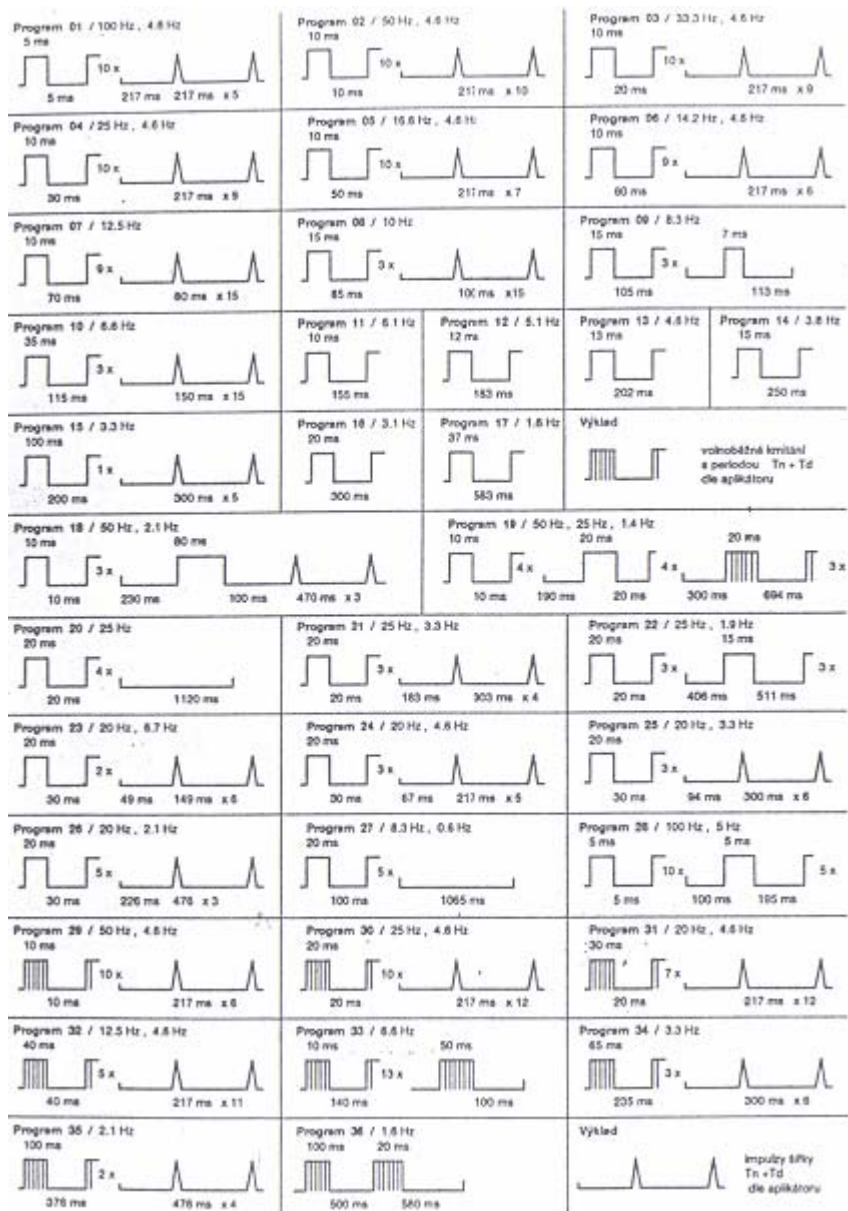 Program 01 / 100 Hz, 4.6 Hz
5 ms
10 x
5 ms 217 ms 217 ms x 5
Program 02 / 50 Hz, 4.6 Hz
10 ms
10 x
10 ms 217 ms x 10
Program 03 / 33.3 Hz, 4.6 Hz
10 ms
10 x
20 ms 217 ms x 9
Program 04 / 25 Hz, 4.6 Hz
10 ms
10 x
30 ms 217 ms x 9
Program 05 / 16.6 Hz, 4.6 Hz
10 ms
10 x
50 ms 217 ms x 7
Program 06 / 14.2 Hz, 4.6 Hz
10 ms
9 x
60 ms 217 ms x 6
Program 07 / 12.5 Hz
10 ms
9 x
70 ms 80 ms x 15
Program 08 / 10 Hz
15 ms
3 x
85 ms 100 ms x15
Program 09 / 8.3 Hz
15 ms 7 ms
3 x
105 ms 113 ms
Program 10 / 6.6 Hz
35 ms
3 x
115 ms 150 ms x 15
Program 11 / 6.1 Hz
10 ms
155 ms
Program 12 / 5.1 Hz
12 ms
183 ms
Program 13 / 4.6 Hz
13 ms
202 ms
Program 14 / 3.8 Hz
15 ms
250 ms
Program 15 / 3.3 Hz
100 ms
1 x
200 ms 300 ms x 5
Program 16 / 3.1 Hz
20 ms
300 ms
Program 17 / 1.6 Hz
37 ms
583 ms
Výklad
volnoběžné kmitání
s periodou Tn + Td
dle aplikátoru
Program 18 / 50 Hz, 2.1 Hz
10 ms 80 ms
3 x
10 ms 230 ms 100 ms 470 ms x 3
Program 19 / 50 Hz, 25 Hz, 1.4 Hz
10 ms 20 ms 20 ms
4 x 4 x 3 x
10 ms 190 ms 20 ms 300 ms 694 ms
Program 20 / 25 Hz
20 ms
4 x
20 ms 1120 ms
Program 21 / 25 Hz, 3.3 Hz
20 ms
3 x
20 ms 183 ms 303 ms x 4
Program 22 / 25 Hz, 1.9 Hz
20 ms 15 ms
3 x 3 x
20 ms 406 ms 511 ms
Program 23 / 20 Hz, 6.7 Hz
20 ms
2 x
30 ms 49 ms 149 ms x 6
Program 24 / 20 Hz, 4.6 Hz
20 ms
3 x
30 ms 67 ms 217 ms x 5
Program 25 / 20 Hz, 3.3 Hz
20 ms
3 x
30 ms 94 ms 300 ms x 6
Program 26 / 20 Hz, 2.1 Hz
20 ms
5 x
30 ms 226 ms 476 x 3
Program 27 / 8.3 Hz, 0.6 Hz
20 ms
5 x
100 ms 1065 ms
Program 28 / 100 Hz, 5 Hz
5 ms 5 ms
10 x 5 x
5 ms 100 ms 195 ms
Program 29 / 50 Hz, 4.6 Hz
10 ms
10 x
10 ms 217 ms x 6
Program 30 / 25 Hz, 4.6 Hz
20 ms
10 x
20 ms 217 ms x 12
Program 31 / 20 Hz, 4.6 Hz
30 ms
7 x
20 ms 217 ms x 12
Program 32 / 12.5 Hz, 4.6 Hz
40 ms
5 x
40 ms 217 ms x 11
Program 33 / 6.6 Hz
10 ms 50 ms
13 x
140 ms 100 ms
Program 34 / 3.3 Hz
65 ms
3 x
235 ms 300 ms x 6
Program 35 / 2.1 Hz
100 ms
2 x
376 ms 476 ms x 4
Program 36 / 1.6 Hz
100 ms 20 ms
500 ms 580 ms
Výklad
Impulzy šířky
Tn +Td
dle aplikátoru